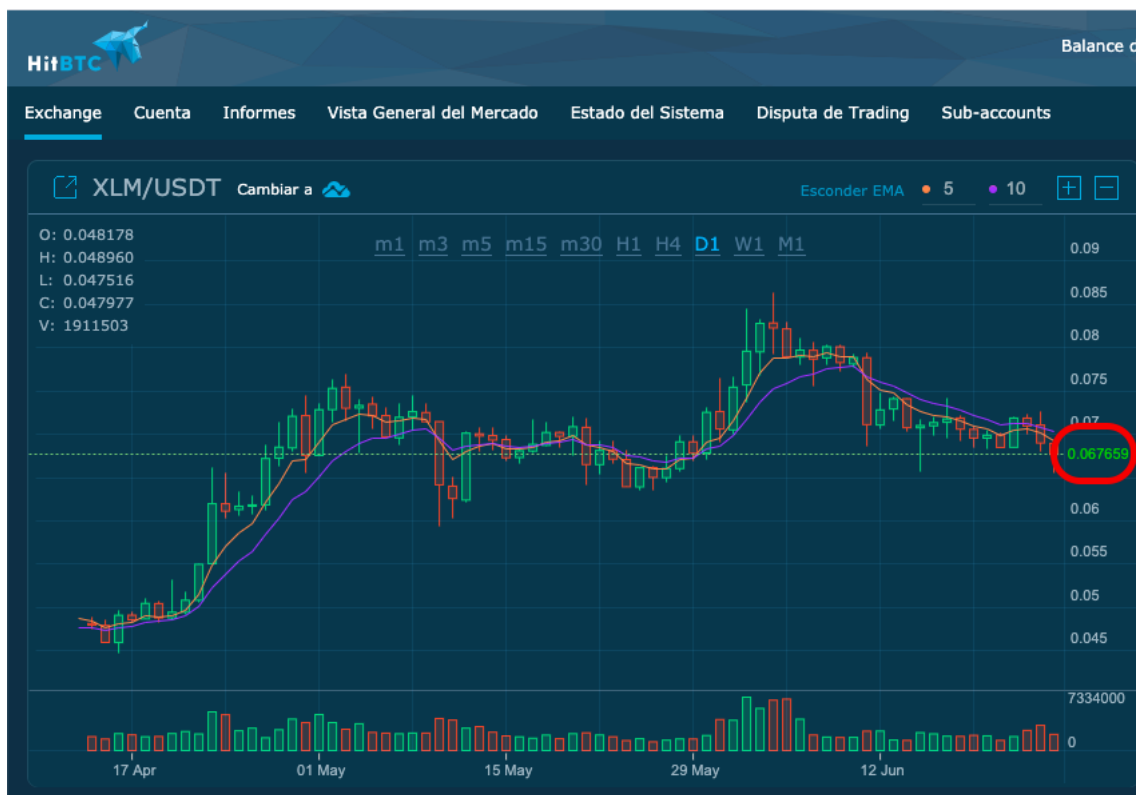 HitBTC
Balance d
Exchange Cuenta Informes Vista General del Mercado Estado del Sistema Disputa de Trading Sub-accounts
XLM/USDT Cambiar a
Esconder EMA 5 10
O: 0.048178
H: 0.048960
L: 0.047516
C: 0.047977
V: 1911503
m1 m3 m5 m15 m30 H1 H4 D1 W1 M1
0.09
0.085
0.08
0.075
0.07
0.067659
0.06
0.055
0.05
0.045
7334000
0
17 Apr 01 May 15 May 29 May 12 Jun